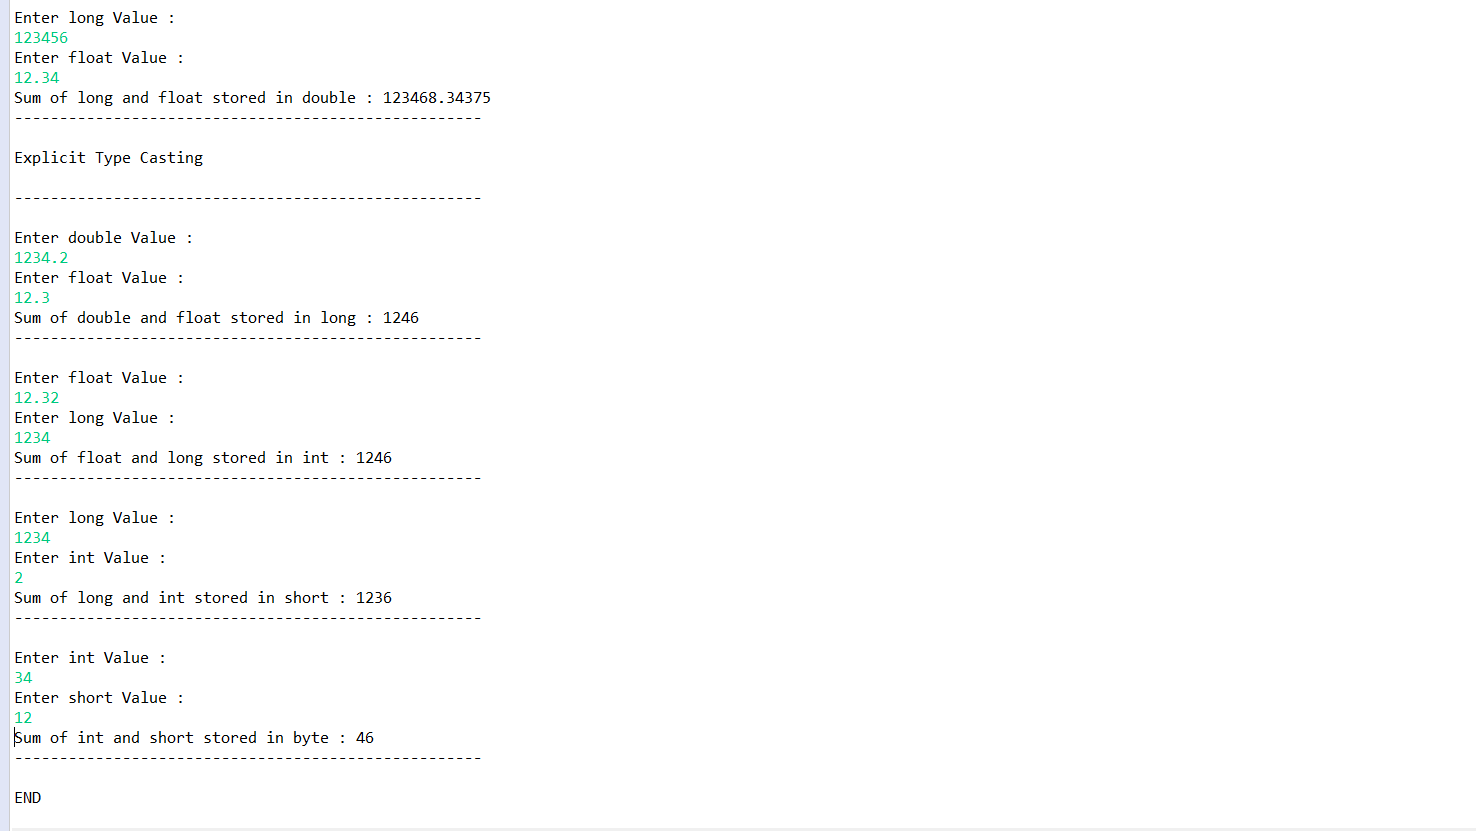 Enter long Value :
123456
Enter float Value :
12.34
Sum of long and float stored in double : 123468.34375
----------------------------------------------------
Explicit Type Casting
----------------------------------------------------
Enter double Value :
1234.2
Enter float Value :
12.3
Sum of double and float stored in long : 1246
----------------------------------------------------
Enter float Value :
12.32
Enter long Value :
1234
Sum of float and long stored in int : 1246
----------------------------------------------------
Enter long Value :
1234
Enter int Value :
2
Sum of long and int stored in short : 1236
----------------------------------------------------
Enter int Value :
34
Enter short Value :
12
Sum of int and short stored in byte : 46
----------------------------------------------------
END